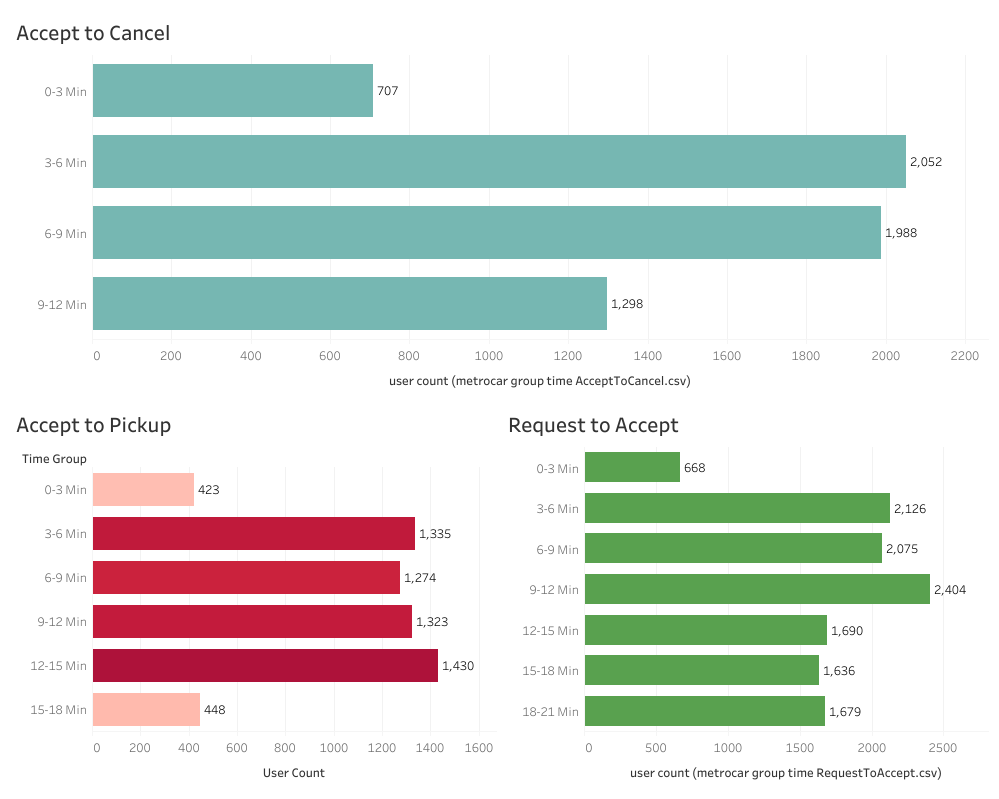 Accept to Cancel
0-3 Min 707
3-6 Min 2,052
6-9 Min 1,988
9-12 Min 1,298
0 200 400 600 800 1000 1200 1400 1600 1800 2000 2200
user count (metrocar group time AcceptToCancel.csv)
Accept to Pickup
Time Group
0-3 Min 423
3-6 Min 1,335
6-9 Min 1,274
9-12 Min 1,323
12-15 Min 1,430
15-18 Min 448
0 200 400 600 800 1000 1200 1400 1600
User Count
Request to Accept
0-3 Min 668
3-6 Min 2,126
6-9 Min 2,075
9-12 Min 2,404
12-15 Min 1,690
15-18 Min 1,636
18-21 Min 1,679
0 500 1000 1500 2000 2500
user count (metrocar group time RequestToAccept.csv)